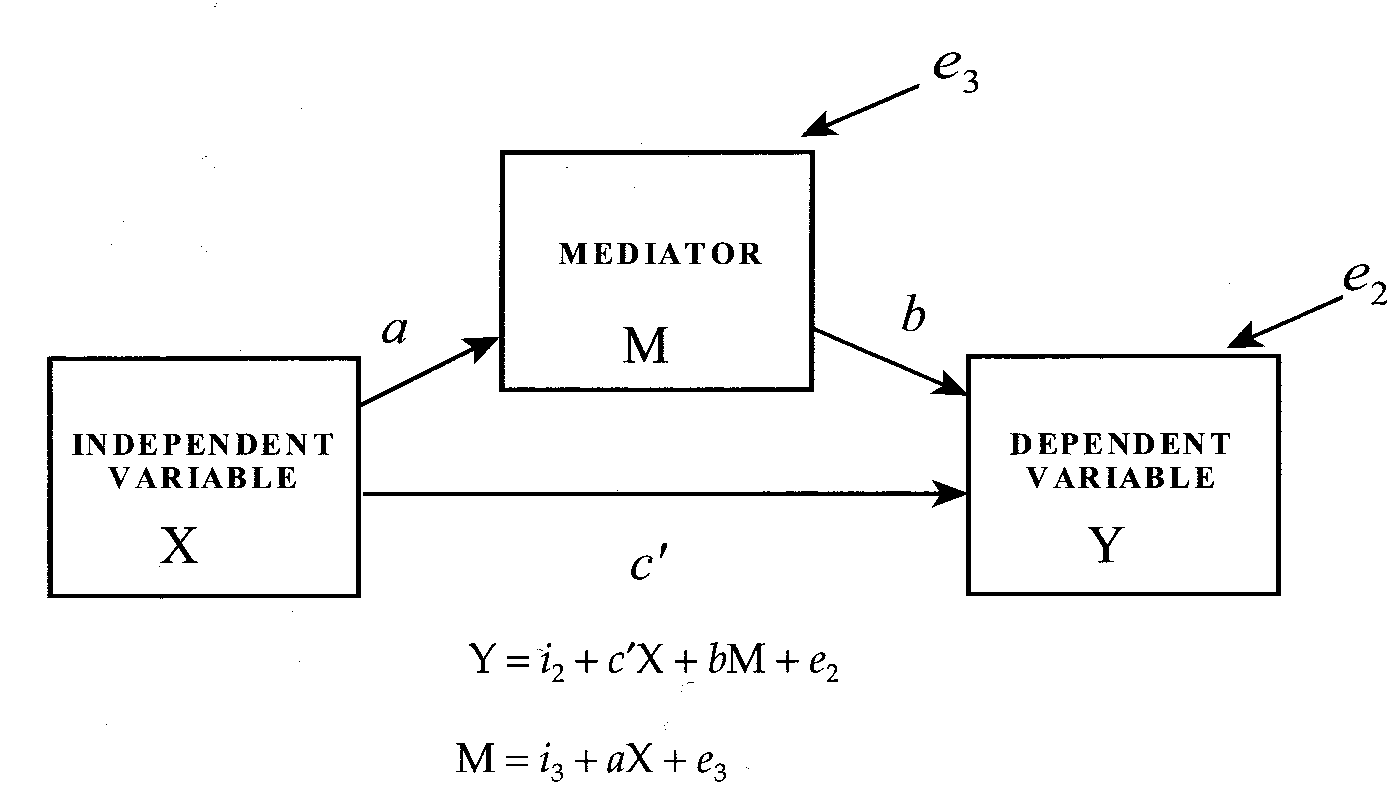 e₃
MEDIATOR
M
a
b
e₂
INDEPENDENT
VARIABLE
X
DEPENDENT
VARIABLE
Y
c′
Y = i₂ + c′X + bM + e₂
M = i₃ + aX + e₃